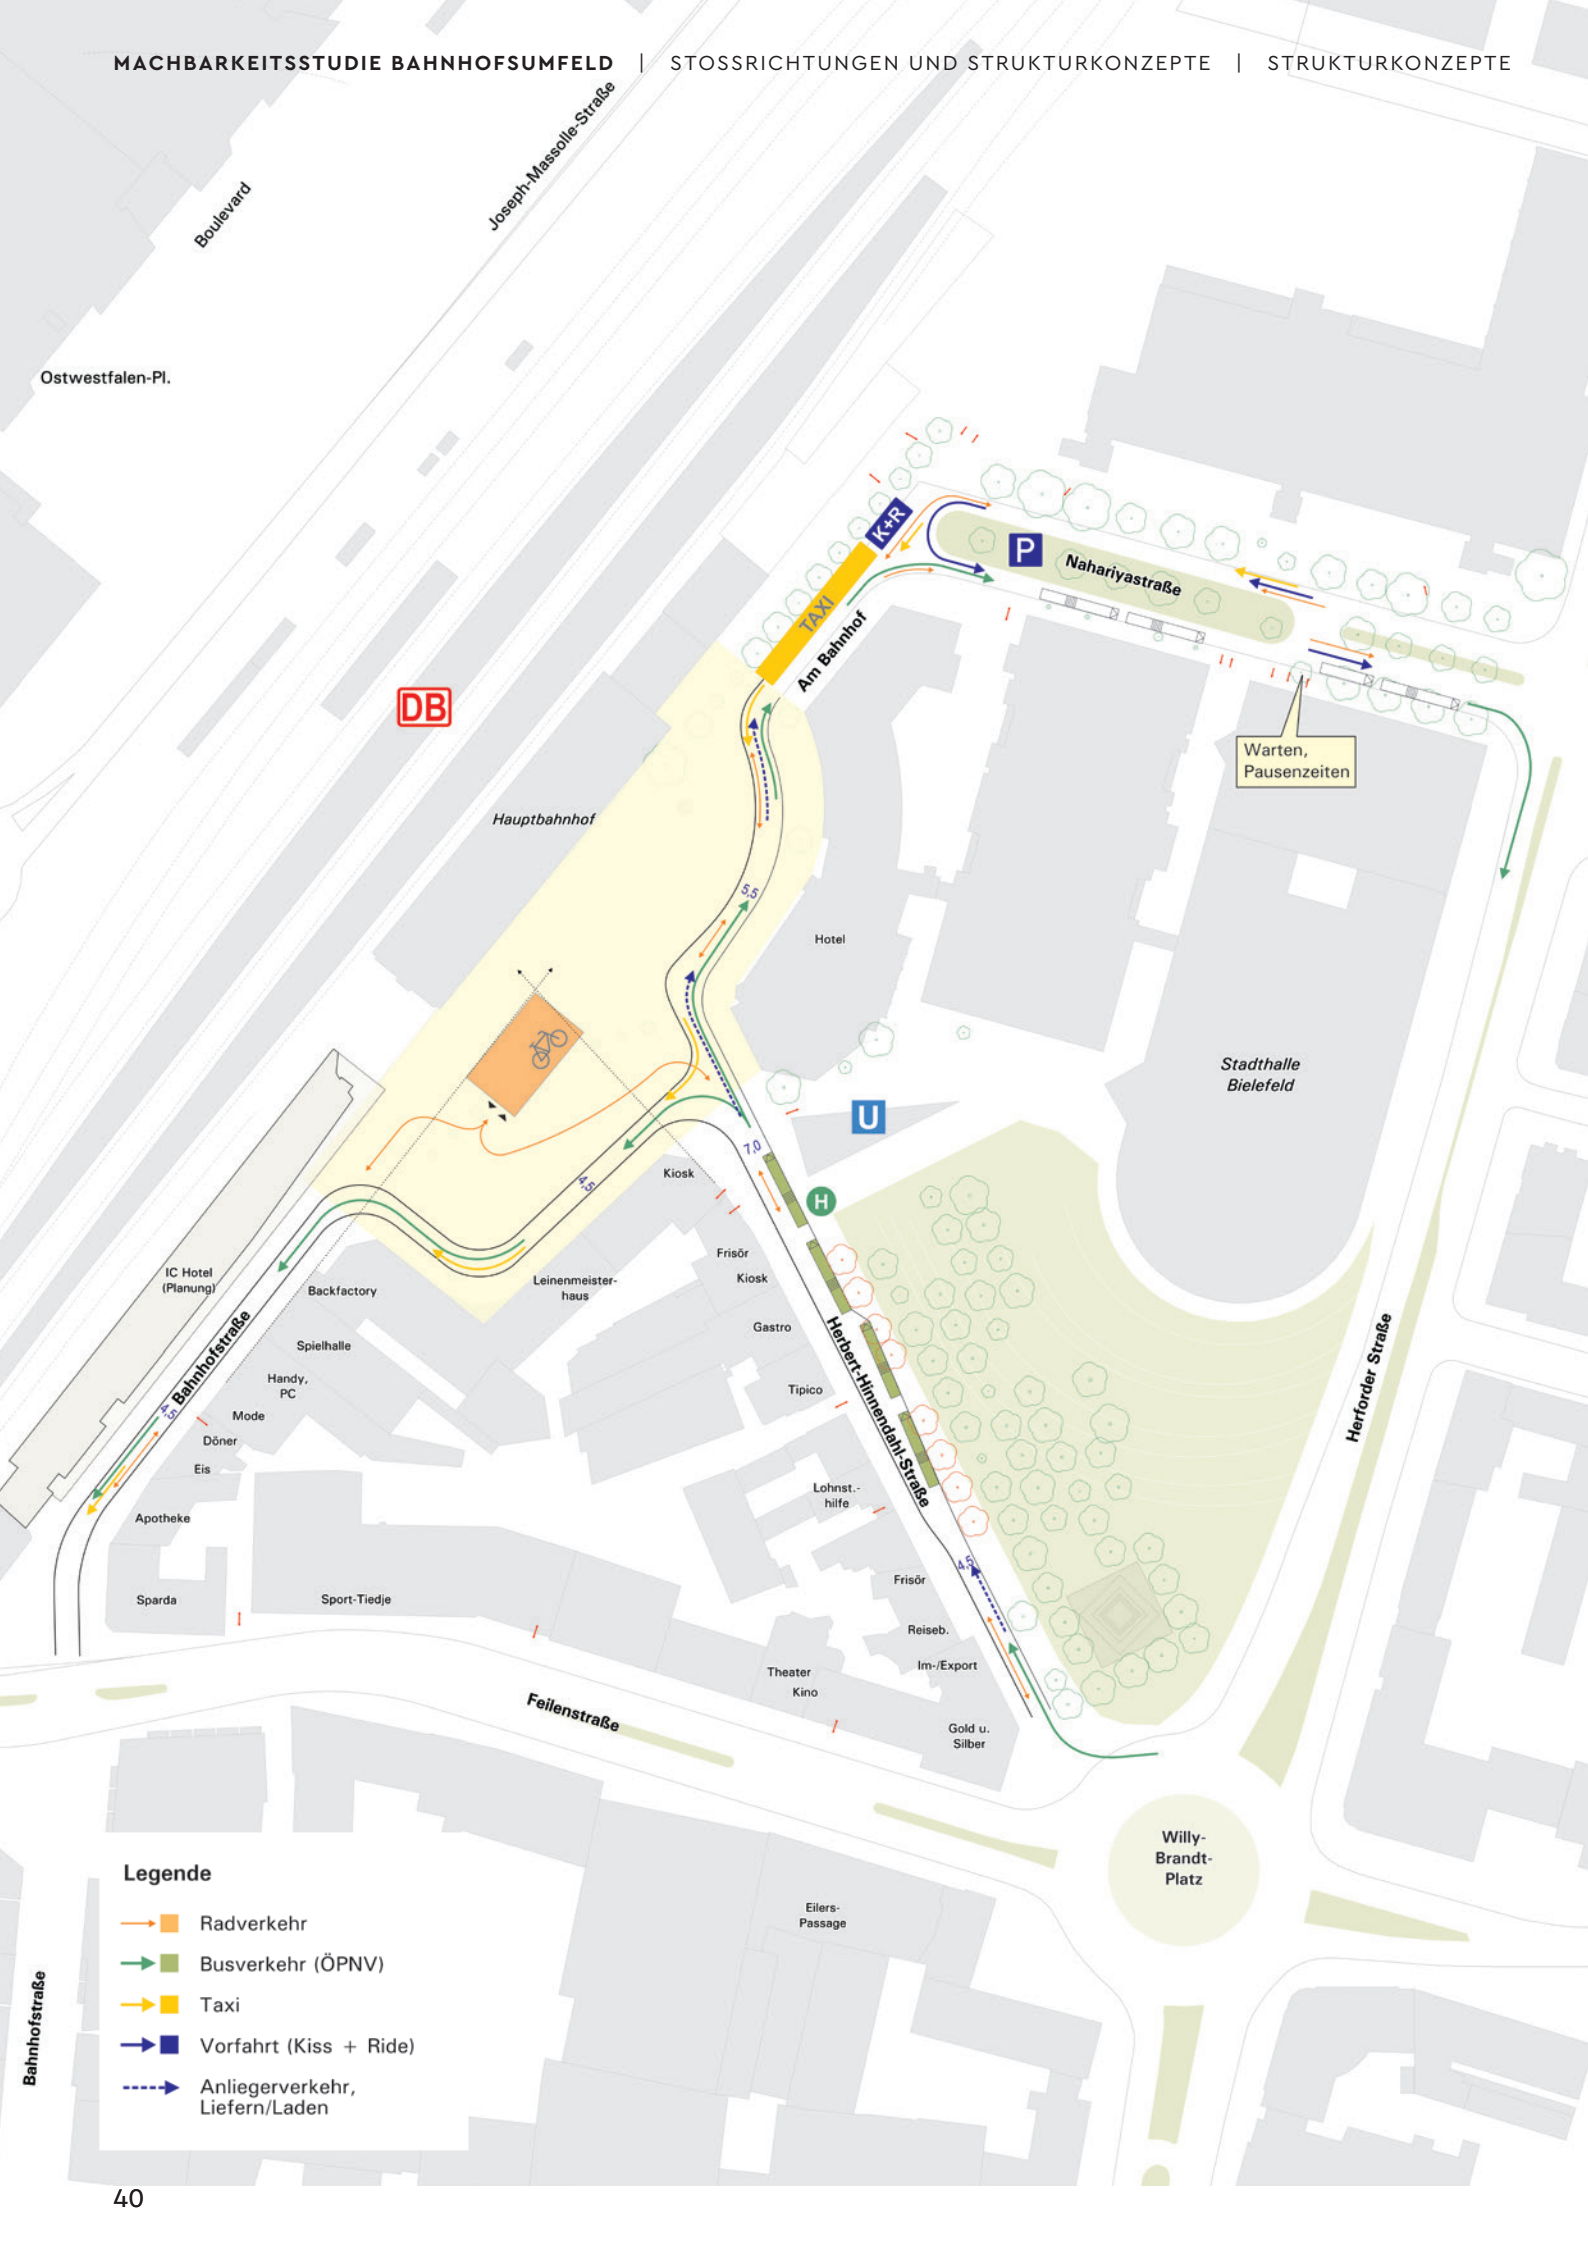 MACHBARKEITSSTUDIE BAHNHOFSUMFELD | STOSSRICHTUNGEN UND STRUKTURKONZEPTE | STRUKTURKONZEPTE
Joseph-Massolle-Straße
Boulevard
Ostwestfalen-Pl.
K+R
P
Nahariyastraße
TAXI
Am Bahnhof
DB
Warten,
Pausenzeiten
Hauptbahnhof
5,5
Hotel
Stadthalle
Bielefeld
U
7,0
Kiosk
4,5
H
IC Hotel
(Planung)
Backfactory
Leinenmeister-
haus
Frisör
Kiosk
Gastro
Spielhalle
Bahnhofstraße
Handy,
PC
Tipico
Herbert-Hinnendahl-Straße
Herforder Straße
4,5
Mode
Döner
Eis
Lohnst.-
hilfe
Apotheke
4,5
Frisör
Sparda
Sport-Tiedje
Reiseb.
Im-/Export
Theater
Kino
Feilenstraße
Gold u.
Silber
Willy-
Brandt-
Platz
Eilers-
Passage
Bahnhofstraße
Legende
Radverkehr
Busverkehr (ÖPNV)
Taxi
Vorfahrt (Kiss + Ride)
Anliegerverkehr,
Liefern/Laden
40